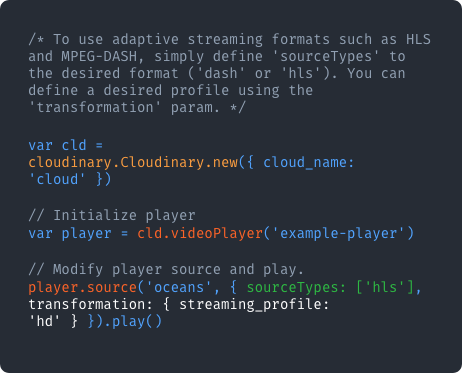 /* To use adaptive streaming formats such as HLS
and MPEG-DASH, simply define 'sourceTypes' to
the desired format ('dash' or 'hls'). You can
define a desired profile using the
'transformation' param. */
var cld =
cloudinary.Cloudinary.new({ cloud_name:
'cloud' })
// Initialize player
var player = cld.videoPlayer('example-player')
// Modify player source and play.
player.source('oceans', { sourceTypes: ['hls'],
transformation: { streaming_profile:
'hd' } }).play()